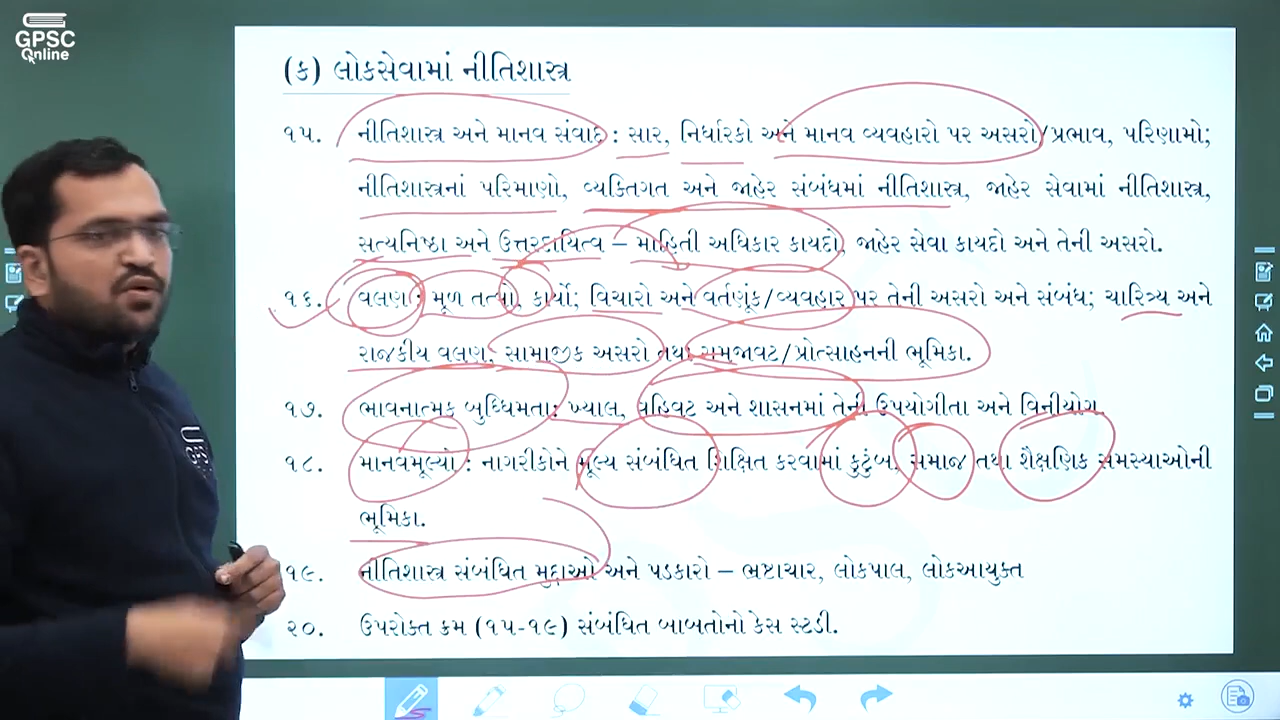 GPSC
Online
(ક) લોકસેવામાં નીતિશાસ્ત્ર
૧૫. નીતિશાસ્ત્ર અને માનવ સંવાદ : સાર, નિર્ધારકો અને માનવ વ્યવહારો પર અસરો/પ્રભાવ, પરિણામો;
નીતિશાસ્ત્રનાં પરિમાણો, વ્યક્તિગત અને જાહેર સંબંધમાં નીતિશાસ્ત્ર, જાહેર સેવામાં નીતિશાસ્ત્ર,
સત્યનિષ્ઠા અને ઉત્તરદાયિત્વ – માહિતી અધિકાર કાયદો, જાહેર સેવા કાયદો અને તેની અસરો.
૧૬. વલણ : મૂળ તત્વો, કાર્યો; વિચારો અને વર્તણૂંક/વ્યવહાર પર તેની અસરો અને સંબંધ; ચારિત્ર્ય અને
રાજકીય વલણ; સામાજીક અસરો તથા સમજાવટ/પ્રોત્સાહનની ભૂમિકા.
૧૭. ભાવનાત્મક બુધ્ધિમતા: ખ્યાલ, વહિવટ અને શાસનમાં તેની ઉપયોગીતા અને વિનીયોગ.
૧૮. માનવમૂલ્યો : નાગરીકોને મૂલ્ય સંબંધિત શિક્ષિત કરવામાં કુટુંબ, સમાજ તથા શૈક્ષણિક સમસ્યાઓની
ભૂમિકા.
૧૯. નીતિશાસ્ત્ર સંબંધિત મુદ્દાઓ અને પડકારો – ભ્રષ્ટાચાર, લોકપાલ, લોકઆયુક્ત
૨૦. ઉપરોક્ત ક્રમ (૧૫-૧૯) સંબંધિત બાબતોનો કેસ સ્ટડી.
GPSC